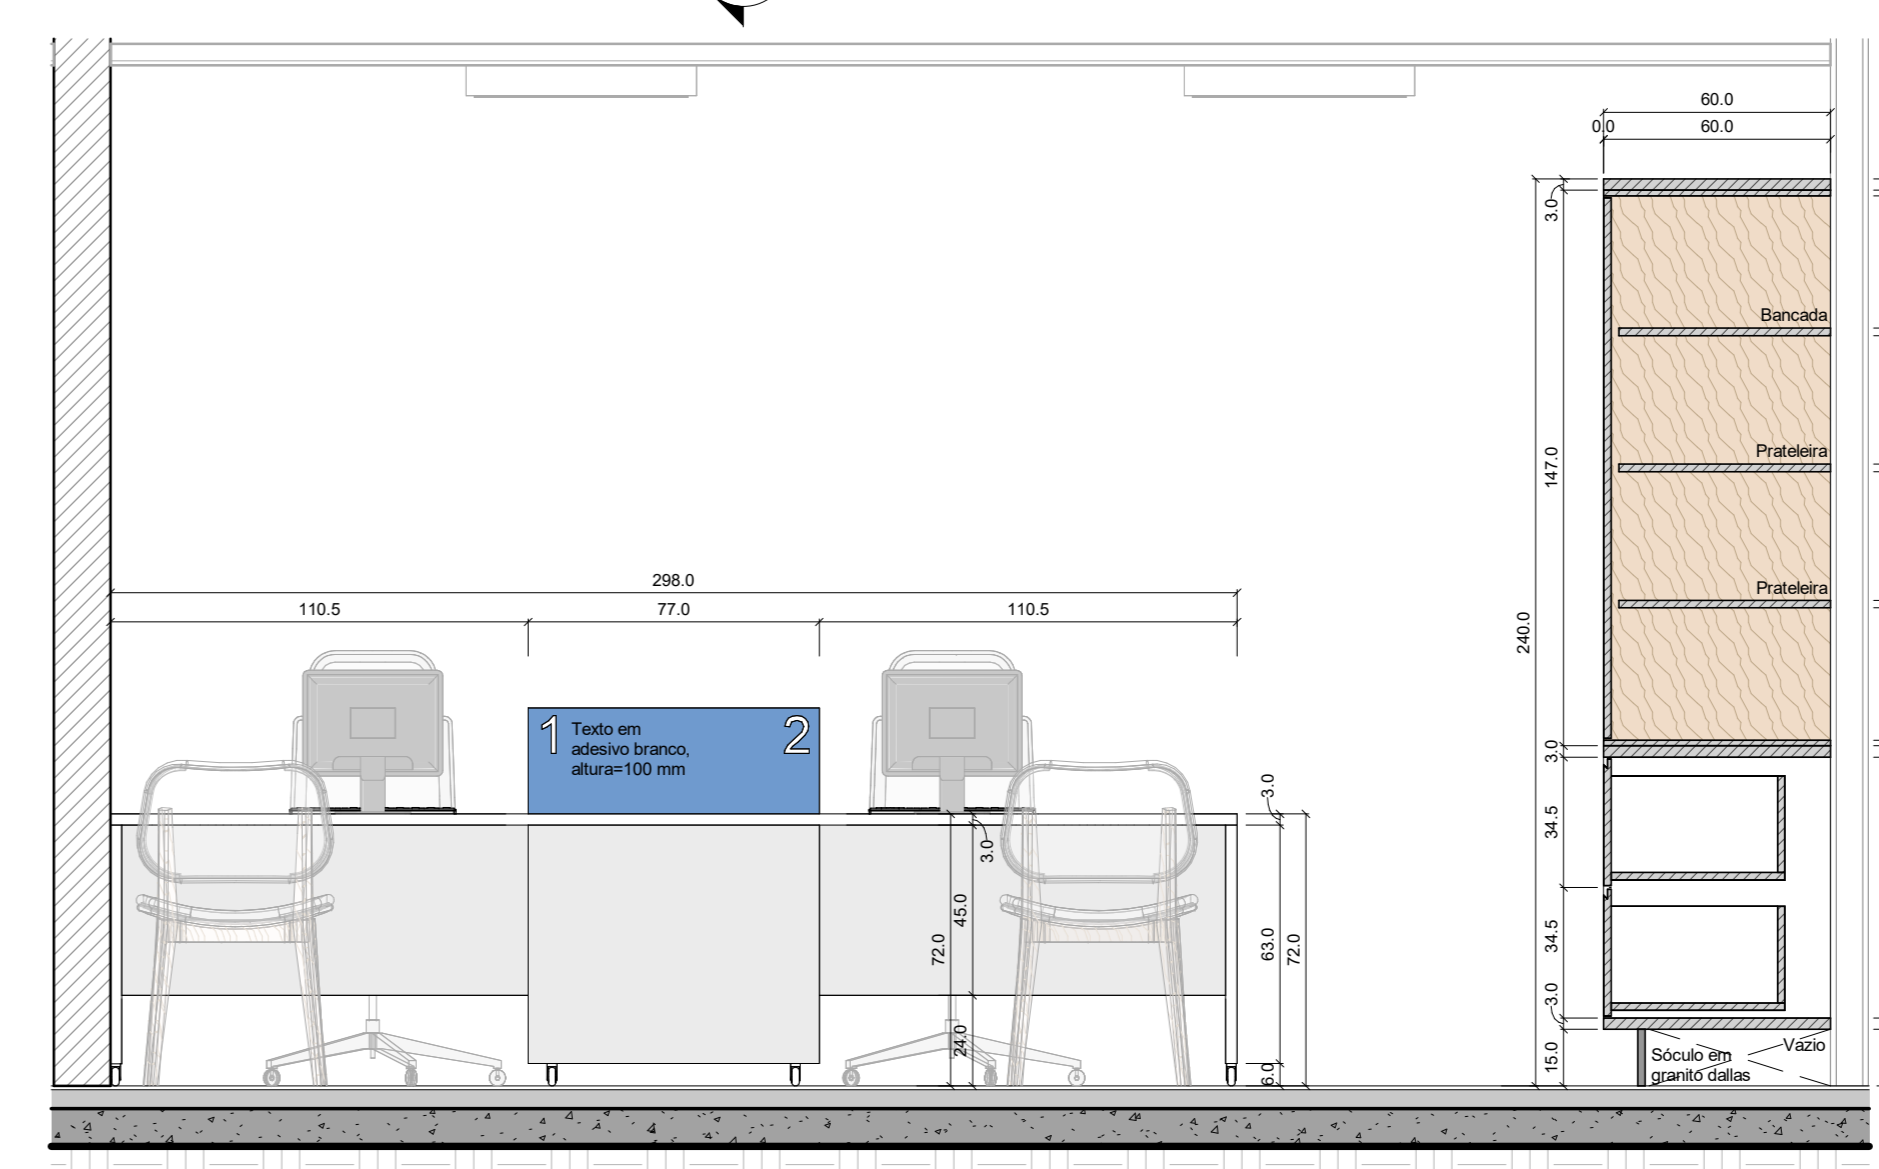 60.0
0.0
60.0
3.0
Bancada
Prateleira
147.0
Prateleira
298.0
110.5
77.0
110.5
240.0
1
2
Texto em
adesivo branco,
altura=100 mm
3.0
3.0
3.0
34.5
45.0
72.0
63.0
72.0
34.5
3.0
24.0
6.0
15.0
Sóculo em
granito dallas
Vazio